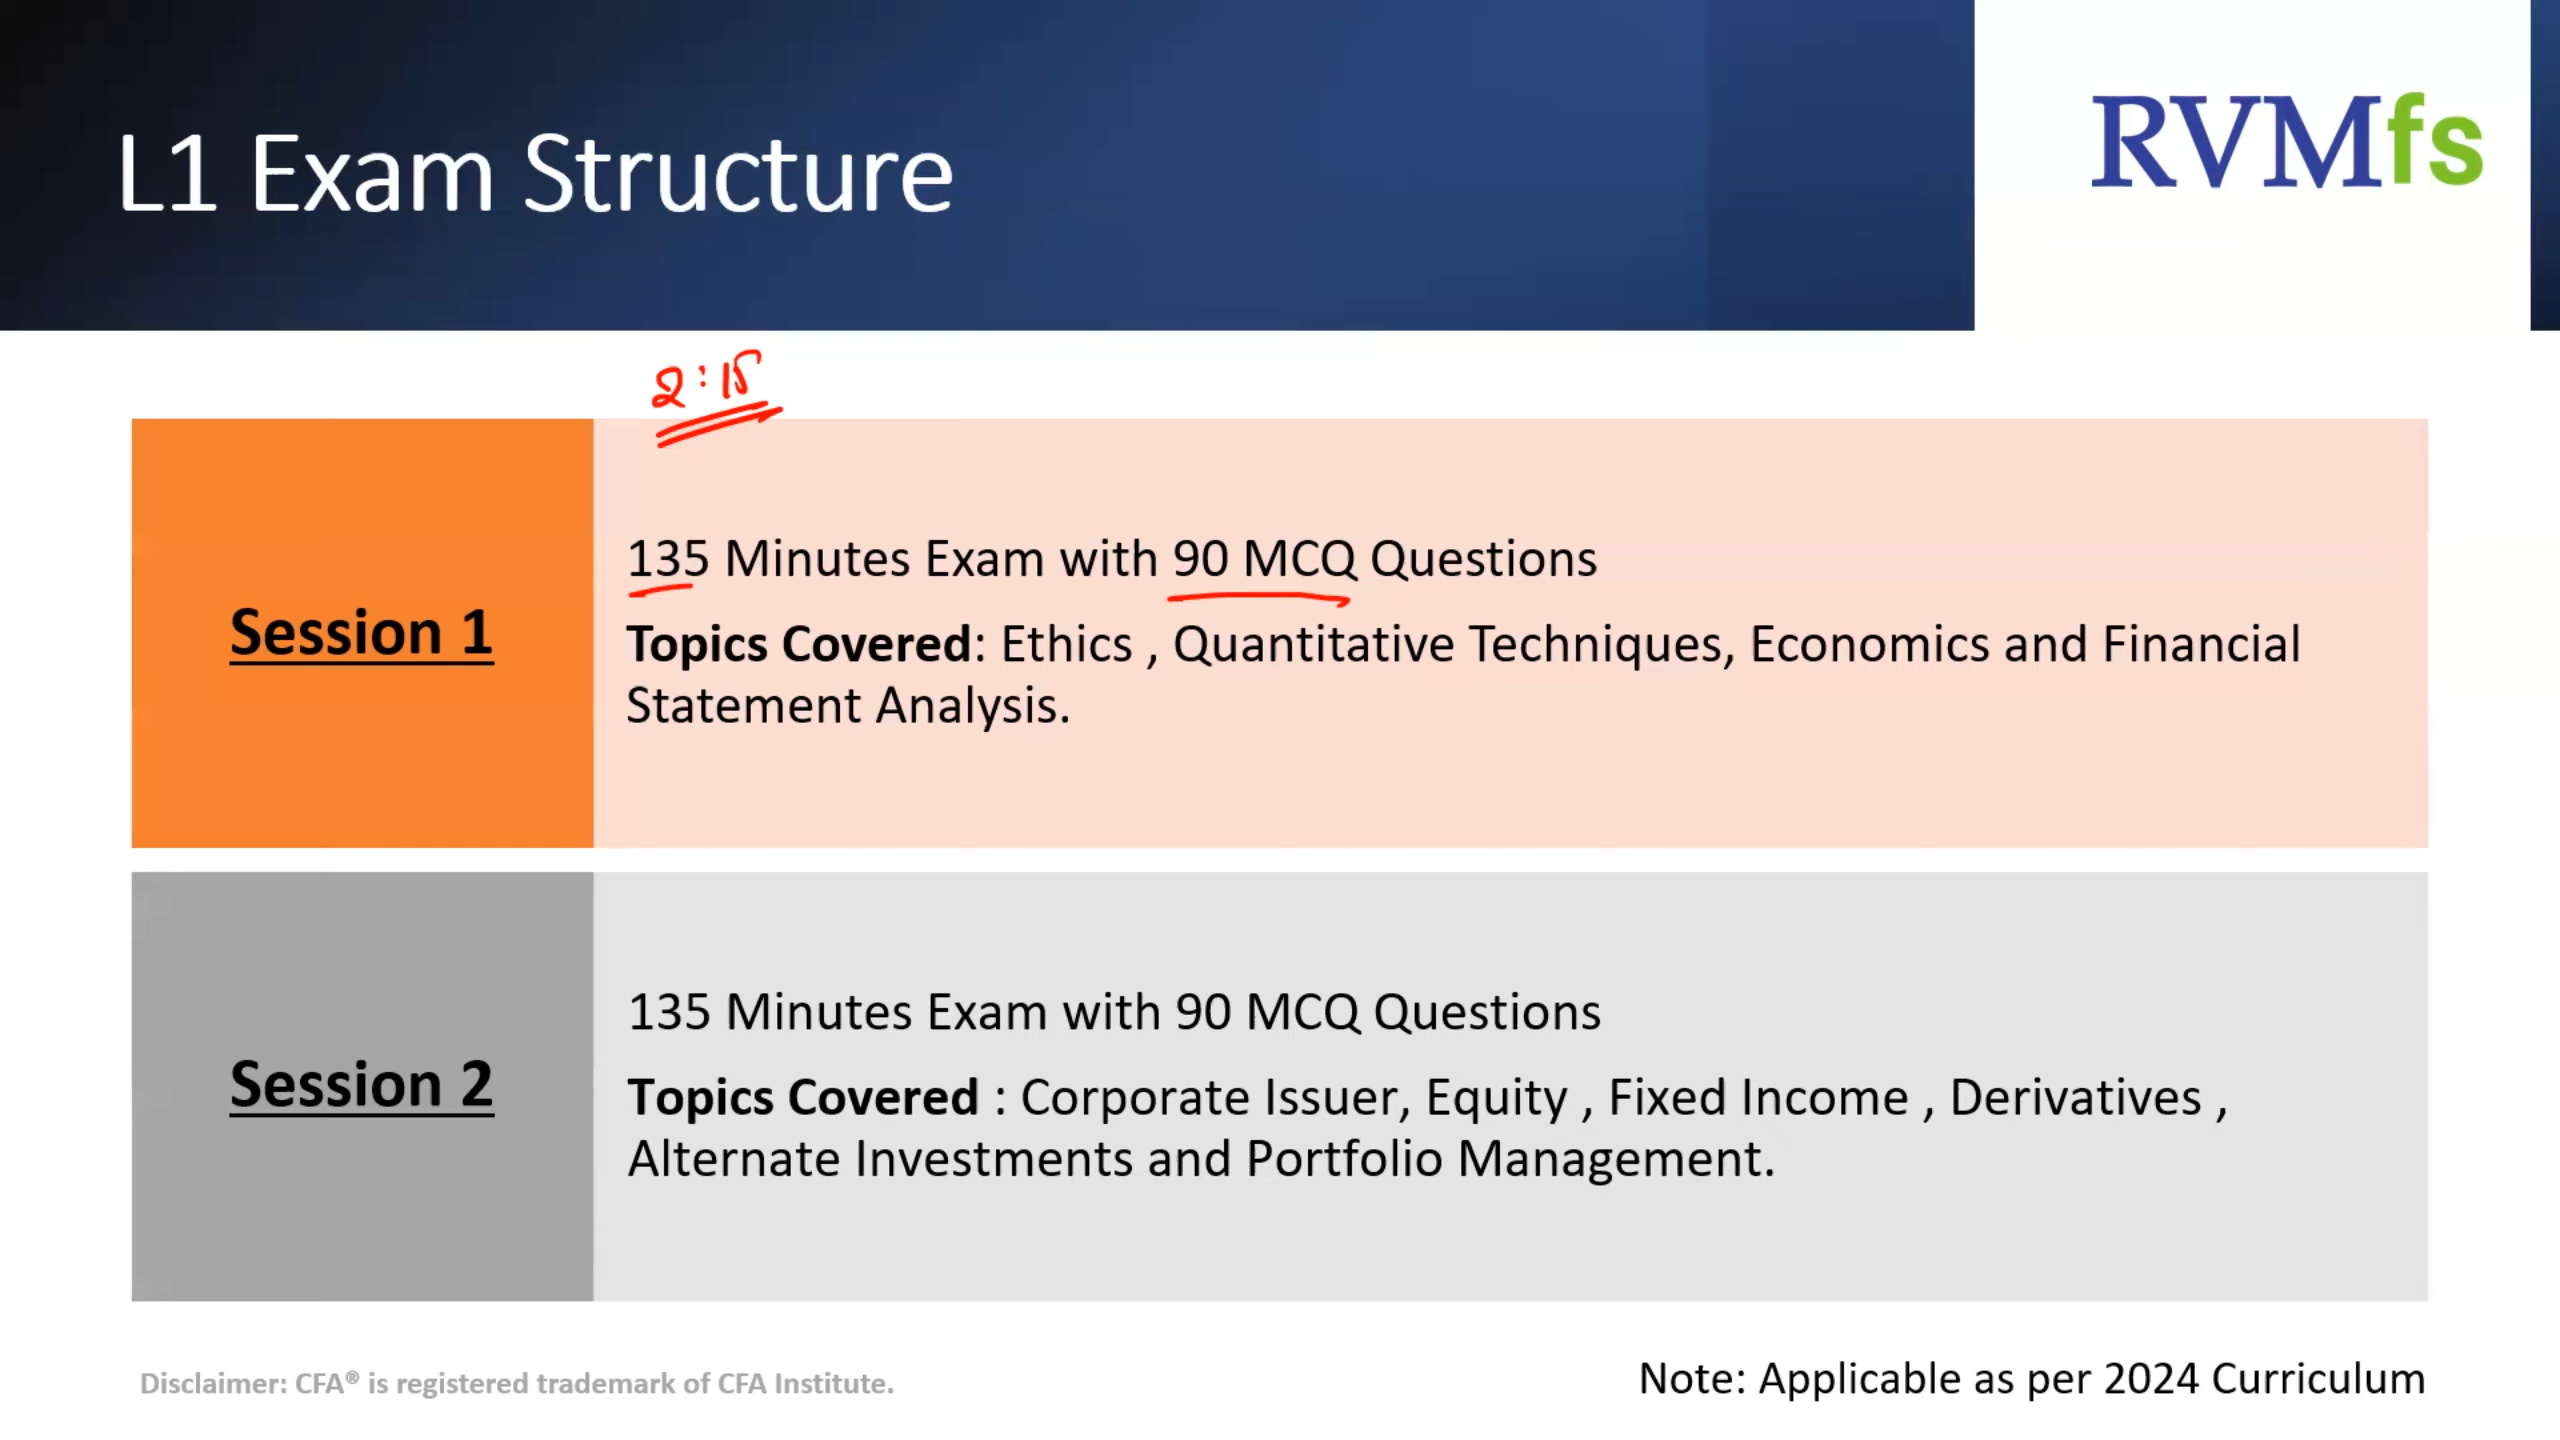 L1 Exam Structure
RVMfs
2:15
Session 1
135 Minutes Exam with 90 MCQ Questions
Topics Covered: Ethics , Quantitative Techniques, Economics and Financial
Statement Analysis.
Session 2
135 Minutes Exam with 90 MCQ Questions
Topics Covered : Corporate Issuer, Equity , Fixed Income , Derivatives ,
Alternate Investments and Portfolio Management.
Disclaimer: CFA® is registered trademark of CFA Institute.
Note: Applicable as per 2024 Curriculum